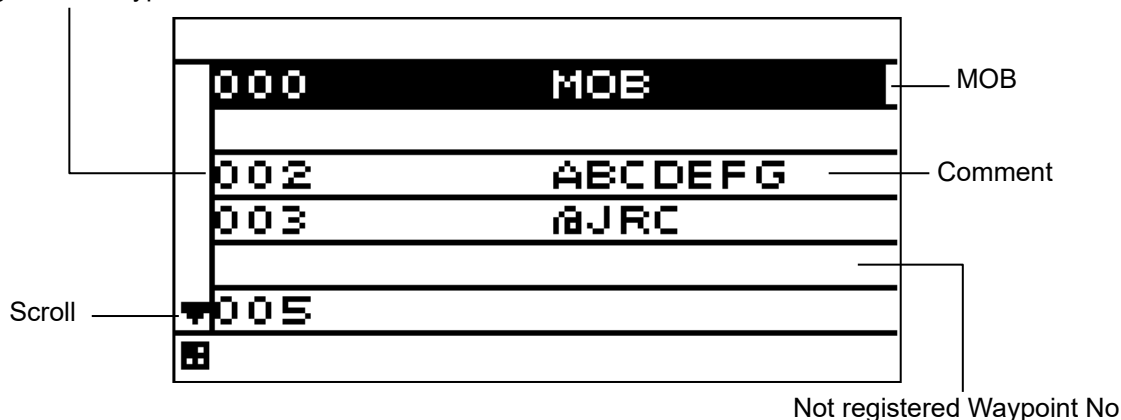 000 MOB
MOB
002 ABCDEFG
Comment
003 @JRC
Scroll
005
Not registered Waypoint No